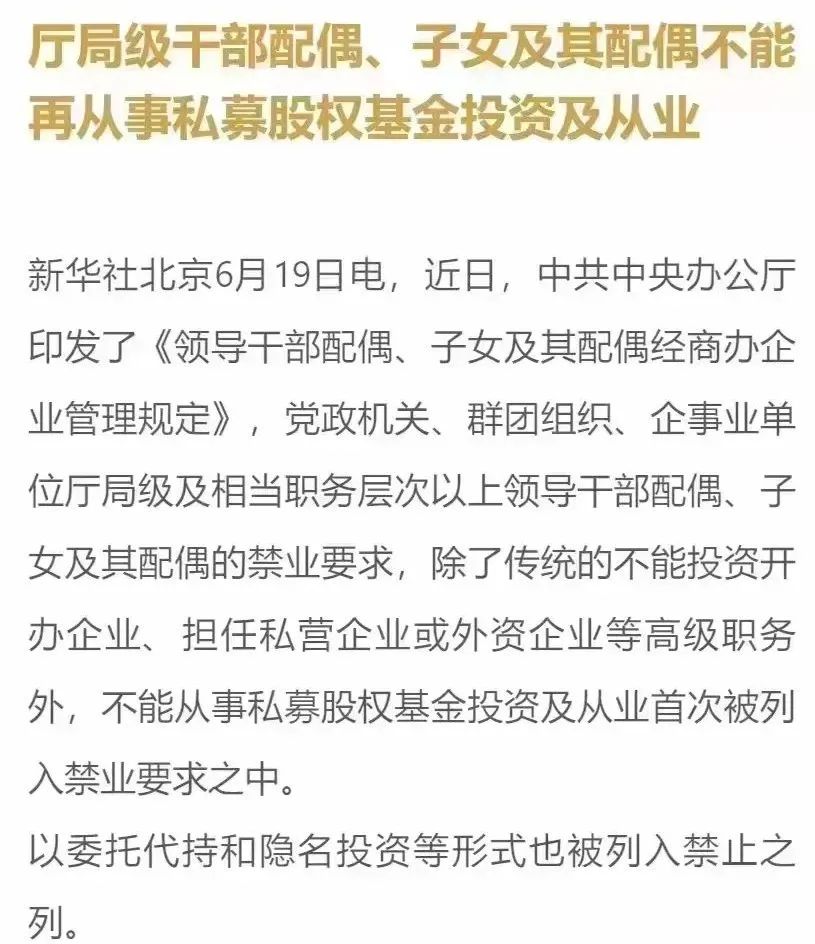 厅局级干部配偶、子女及其配偶不能
再从事私募股权基金投资及从业
新华社北京6月19日电，近日，中共中央办公厅
印发了《领导干部配偶、子女及其配偶经商办企
业管理规定》，党政机关、群团组织、企事业单
位厅局级及相当职务层次以上领导干部配偶、子
女及其配偶的禁业要求，除了传统的不能投资开
办企业、担任私营企业或外资企业等高级职务
外，不能从事私募股权基金投资及从业首次被列
入禁业要求之中。
以委托代持和隐名投资等形式也被列入禁止之
列。